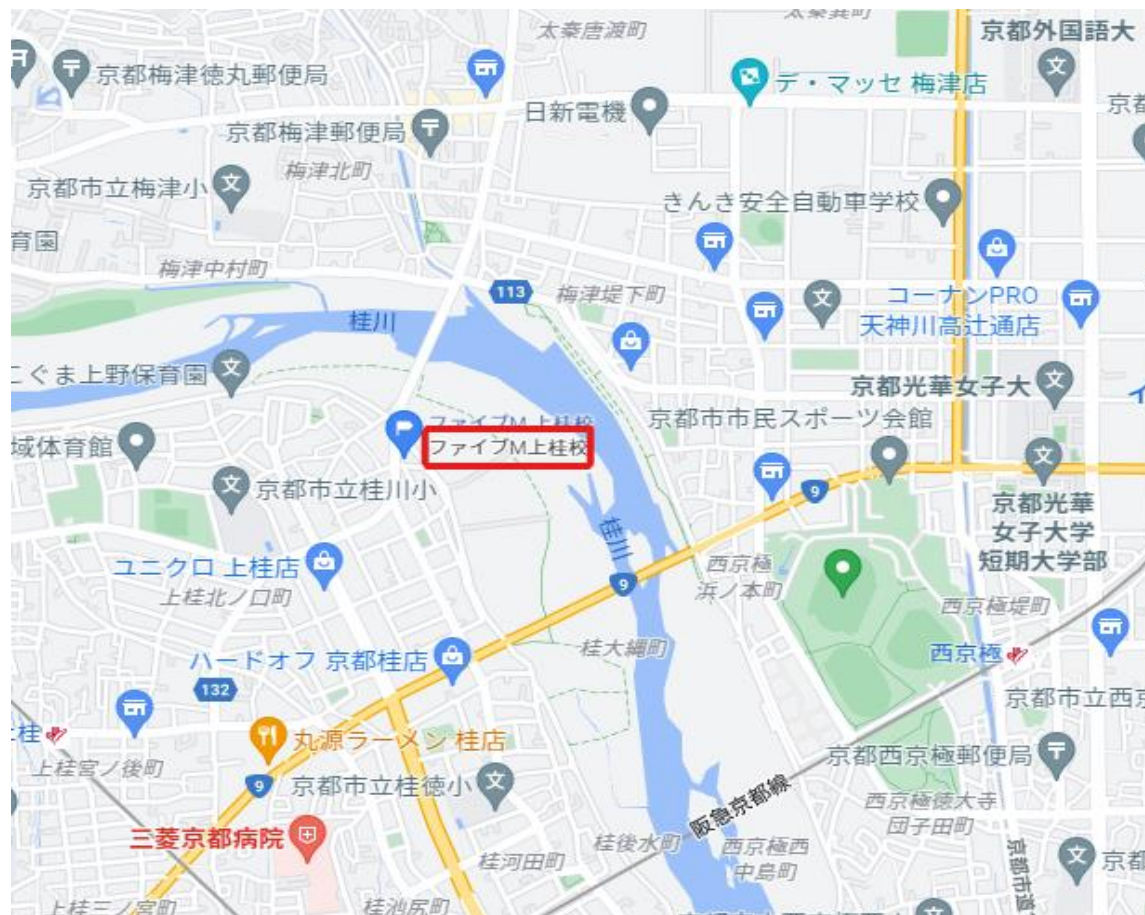 太秦唐渡町
京都外国語大
京都梅津徳丸郵便局
デ・マッセ 梅津店
日新電機
京都梅津郵便局
梅津北町
京都市立梅津小
きんき安全自動車学校
育園
梅津中村町
113
梅津堤下町
コーナンPRO
天神川高辻通店
桂川
こぐま上野保育園
京都光華女子大
京都市市民スポーツ会館
ファイブM 上桂校
ファイブM上桂校
域体育館
京都市立桂川小
9
京都光華
女子大学
短期大学部
桂川
ユニクロ 上桂店
上桂北ノ口町
9
西京極
浜ノ本町
西京極堤町
桂大縄町
ハードオフ 京都桂店
西京極
132
京都市立西京
丸源ラーメン 桂店
上桂
上桂宮ノ後町
9
京都市立桂徳小
京都西京極郵便局
阪急京都線
西京極徳大寺
団子田町
三菱京都病院
桂後水町
西京極西
中島町
桂河田町
京都市道
京都
上桂三ノ宮町
桂池尻町